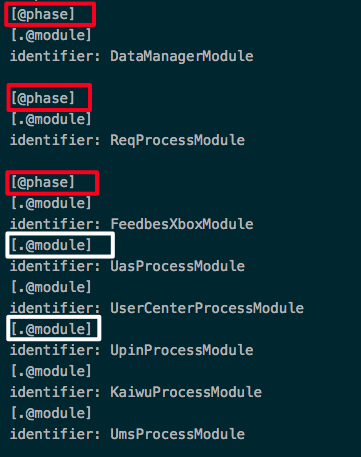 [@phase]
[.@module]
identifier: DataManagerModule
[@phase]
[.@module]
identifier: ReqProcessModule
[@phase]
[.@module]
identifier: FeedbesXboxModule
[.@module]
identifier: UasProcessModule
[.@module]
identifier: UserCenterProcessModule
[.@module]
identifier: UpinProcessModule
[.@module]
identifier: KaiwuProcessModule
[.@module]
identifier: UmsProcessModule